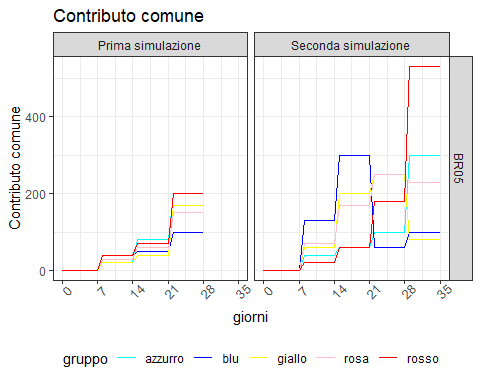 Contributo comune
Prima simulazione
Seconda simulazione
Contributo comune
400
200
0
BR05
0 7 14 21 28 35
0 7 14 21 28 35
giorni
gruppo azzurro blu giallo rosa rosso